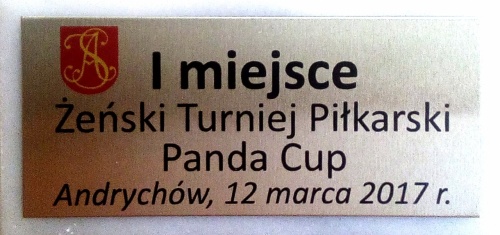 I miejsce
Żeński Turniej Piłkarski
Panda Cup
Andrychów, 12 marca 2017 r.